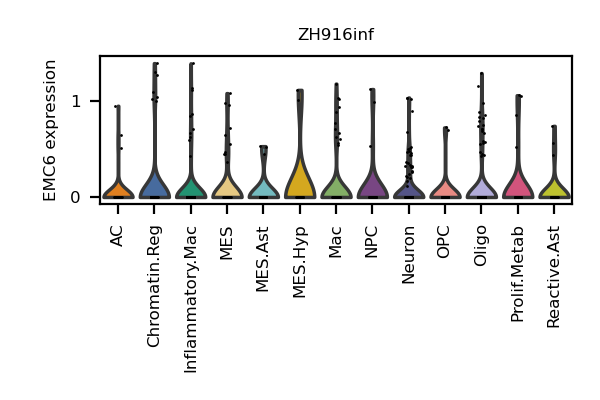 ZH916inf
EMC6 expression
1
0
AC
Chromatin.Reg
Inflammatory.Mac
MES
MES.Ast
MES.Hyp
Mac
NPC
Neuron
OPC
Oligo
Prolif.Metab
Reactive.Ast